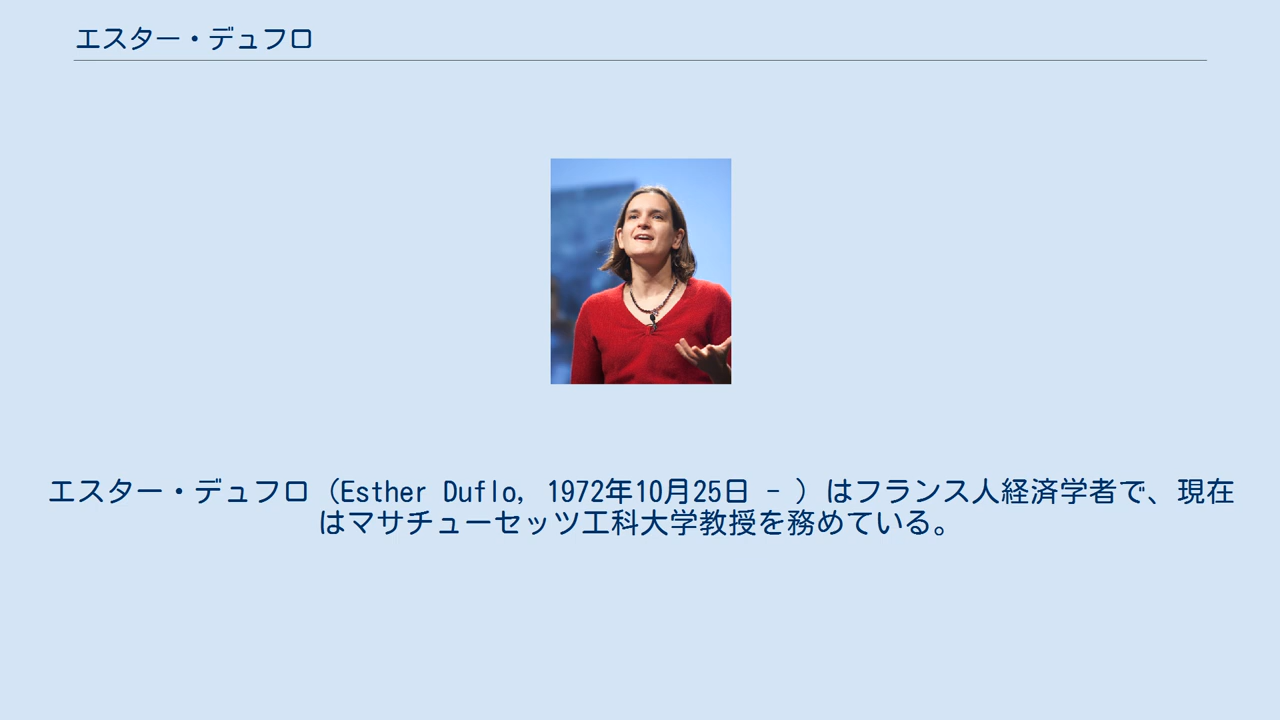 エスター・デュフロ
エスター・デュフロ（Esther Duflo, 1972年10月25日 - ）はフランス人経済学者で、現在
はマサチューセッツ工科大学教授を務めている。